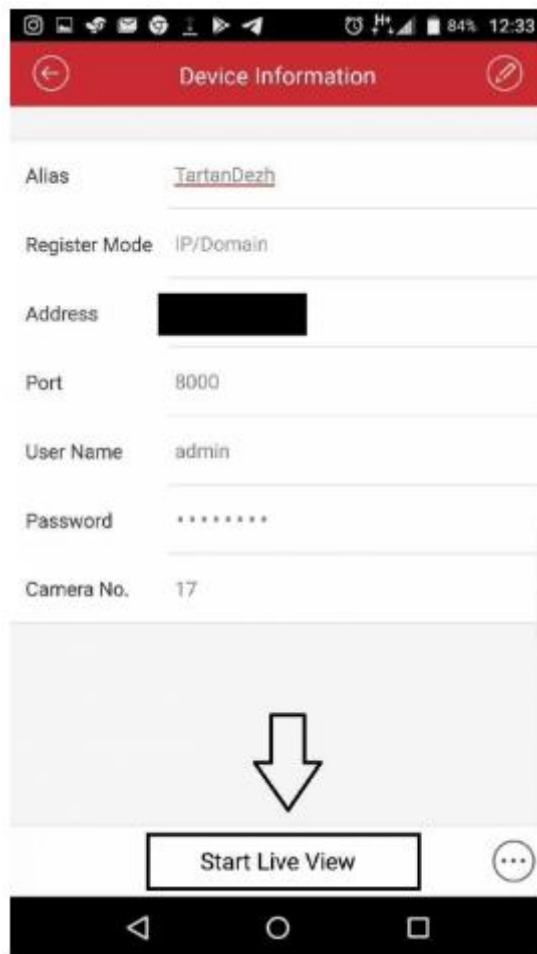 84% 12:33
Device Information
Alias TartanDezh
Register Mode IP/Domain
Address
Port 8000
User Name admin
Password ••••••••
Camera No. 17
Start Live View